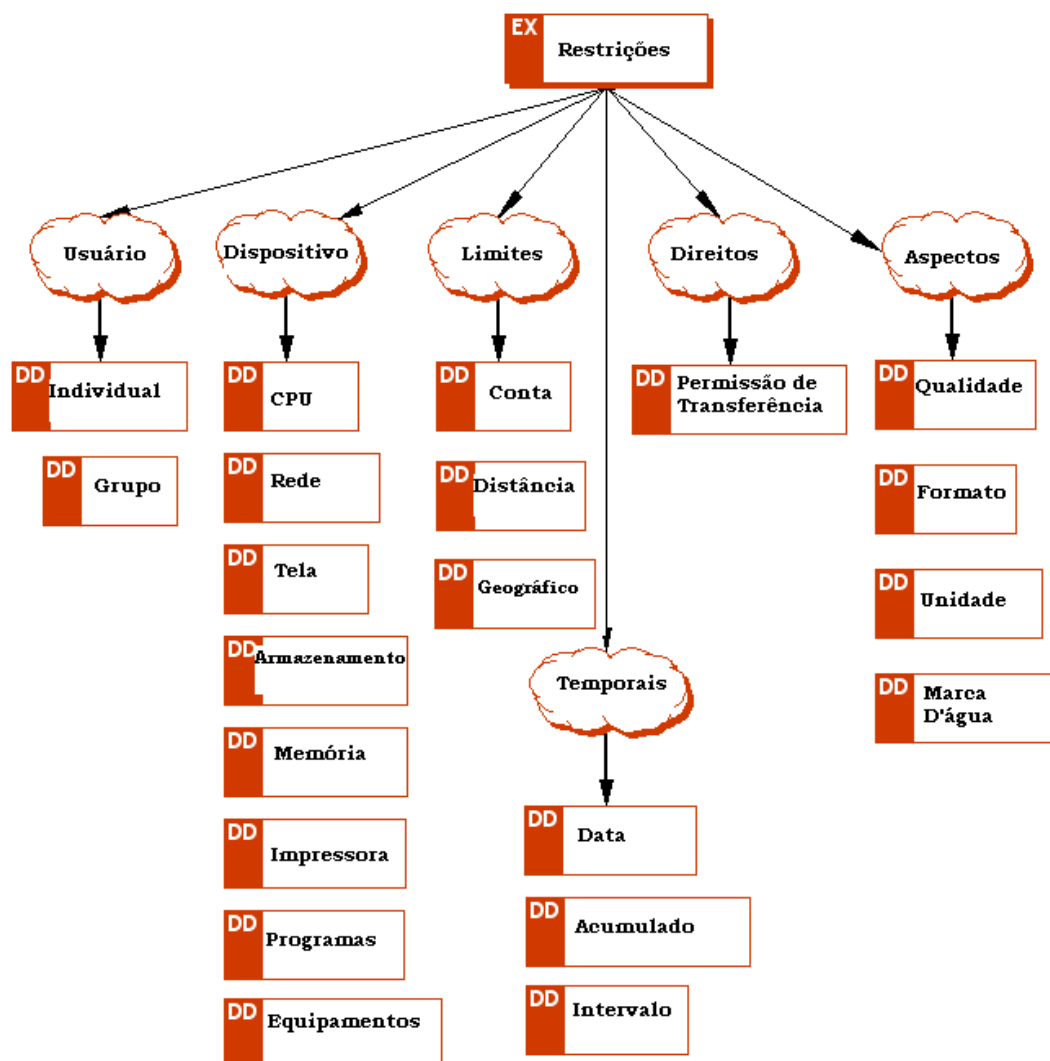 EX
Restrições
Usuário
Dispositivo
Limites
Direitos
Aspectos
DD
Individual
DD
Grupo
DD
CPU
DD
Rede
DD
Tela
DD
Armazenamento
DD
Memória
DD
Impressora
DD
Programas
DD
Equipamentos
DD
Conta
DD
Distância
DD
Geográfico
Temporais
DD
Data
DD
Acumulado
DD
Intervalo
DD
Permissão de
Transferência
DD
Qualidade
DD
Formato
DD
Unidade
DD
Marca
D'água